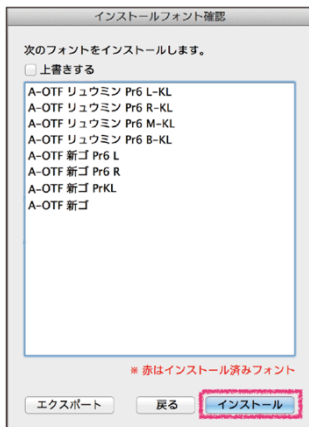 インストールフォント確認
次のフォントをインストールします。
上書きする
A-OTF リュウミン Pr6 L-KL
A-OTF リュウミン Pr6 R-KL
A-OTF リュウミン Pr6 M-KL
A-OTF リュウミン Pr6 B-KL
A-OTF 新ゴ Pr6 L
A-OTF 新ゴ Pr6 R
A-OTF 新ゴ PrKL
A-OTF 新ゴ
※ 赤はインストール済みフォント
エクスポート 戻る インストール